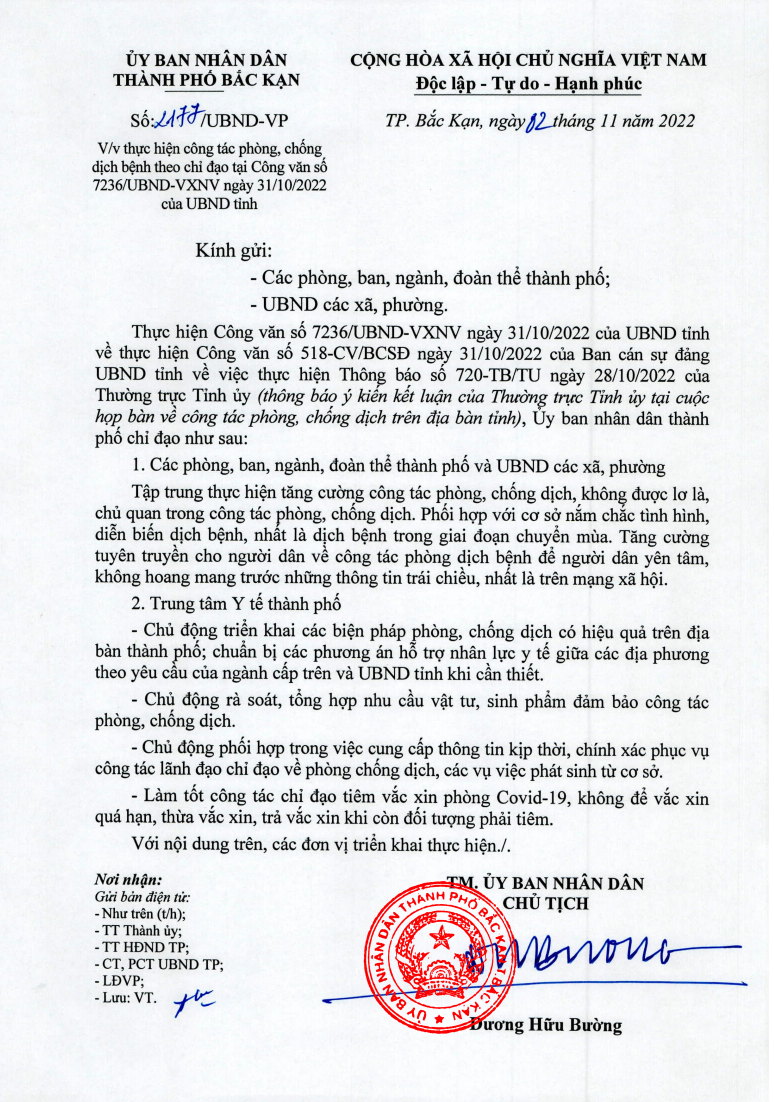 ỦY BAN NHÂN DÂN
THÀNH PHỐ BẮC KẠN
CỘNG HÒA XÃ HỘI CHỦ NGHĨA VIỆT NAM
Độc lập - Tự do - Hạnh phúc
Số:2177/UBND-VP
TP. Bắc Kạn, ngày 02 tháng 11 năm 2022
V/v thực hiện công tác phòng, chống
dịch bệnh theo chỉ đạo tại Công văn số
7236/UBND-VXNV ngày 31/10/2022
của UBND tỉnh
Kính gửi:
- Các phòng, ban, ngành, đoàn thể thành phố;
- UBND các xã, phường.
Thực hiện Công văn số 7236/UBND-VXNV ngày 31/10/2022 của UBND tỉnh
về thực hiện Công văn số 518-CV/BCSĐ ngày 31/10/2022 của Ban cán sự đảng
UBND tỉnh về việc thực hiện Thông báo số 720-TB/TU ngày 28/10/2022 của
Thường trực Tỉnh ủy (thông báo ý kiến kết luận của Thường trực Tỉnh ủy tại cuộc
họp bàn về công tác phòng, chống dịch trên địa bàn tỉnh), Ủy ban nhân dân thành
phố chỉ đạo như sau:
1. Các phòng, ban, ngành, đoàn thể thành phố và UBND các xã, phường
Tập trung thực hiện tăng cường công tác phòng, chống dịch, không được lơ là,
chủ quan trong công tác phòng, chống dịch. Phối hợp với cơ sở nắm chắc tình hình,
diễn biến dịch bệnh, nhất là dịch bệnh trong giai đoạn chuyển mùa. Tăng cường
tuyên truyền cho người dân về công tác phòng dịch bệnh để người dân yên tâm,
không hoang mang trước những thông tin trái chiều, nhất là trên mạng xã hội.
2. Trung tâm Y tế thành phố
- Chủ động triển khai các biện pháp phòng, chống dịch có hiệu quả trên địa
bàn thành phố; chuẩn bị các phương án hỗ trợ nhân lực y tế giữa các địa phương
theo yêu cầu của ngành cấp trên và UBND tỉnh khi cần thiết.
- Chủ động rà soát, tổng hợp nhu cầu vật tư, sinh phẩm đảm bảo công tác
phòng, chống dịch.
- Chủ động phối hợp trong việc cung cấp thông tin kịp thời, chính xác phục vụ
công tác lãnh đạo chỉ đạo về phòng chống dịch, các vụ việc phát sinh từ cơ sở.
- Làm tốt công tác chỉ đạo tiêm vắc xin phòng Covid-19, không để vắc xin
quá hạn, thừa vắc xin, trả vắc xin khi còn đối tượng phải tiêm.
Với nội dung trên, các đơn vị triển khai thực hiện./.
Nơi nhận:
Gửi bản điện tử:
- Như trên (t/h);
- TT Thành ủy;
- TT HĐND TP;
- CT, PCT UBND TP;
- LĐVP;
- Lưu: VT.
TM. ỦY BAN NHÂN DÂN
CHỦ TỊCH
ỦY BAN NHÂN DÂN THÀNH PHỐ BẮC KẠN T. BẮC KẠN
Dương Hữu Bường